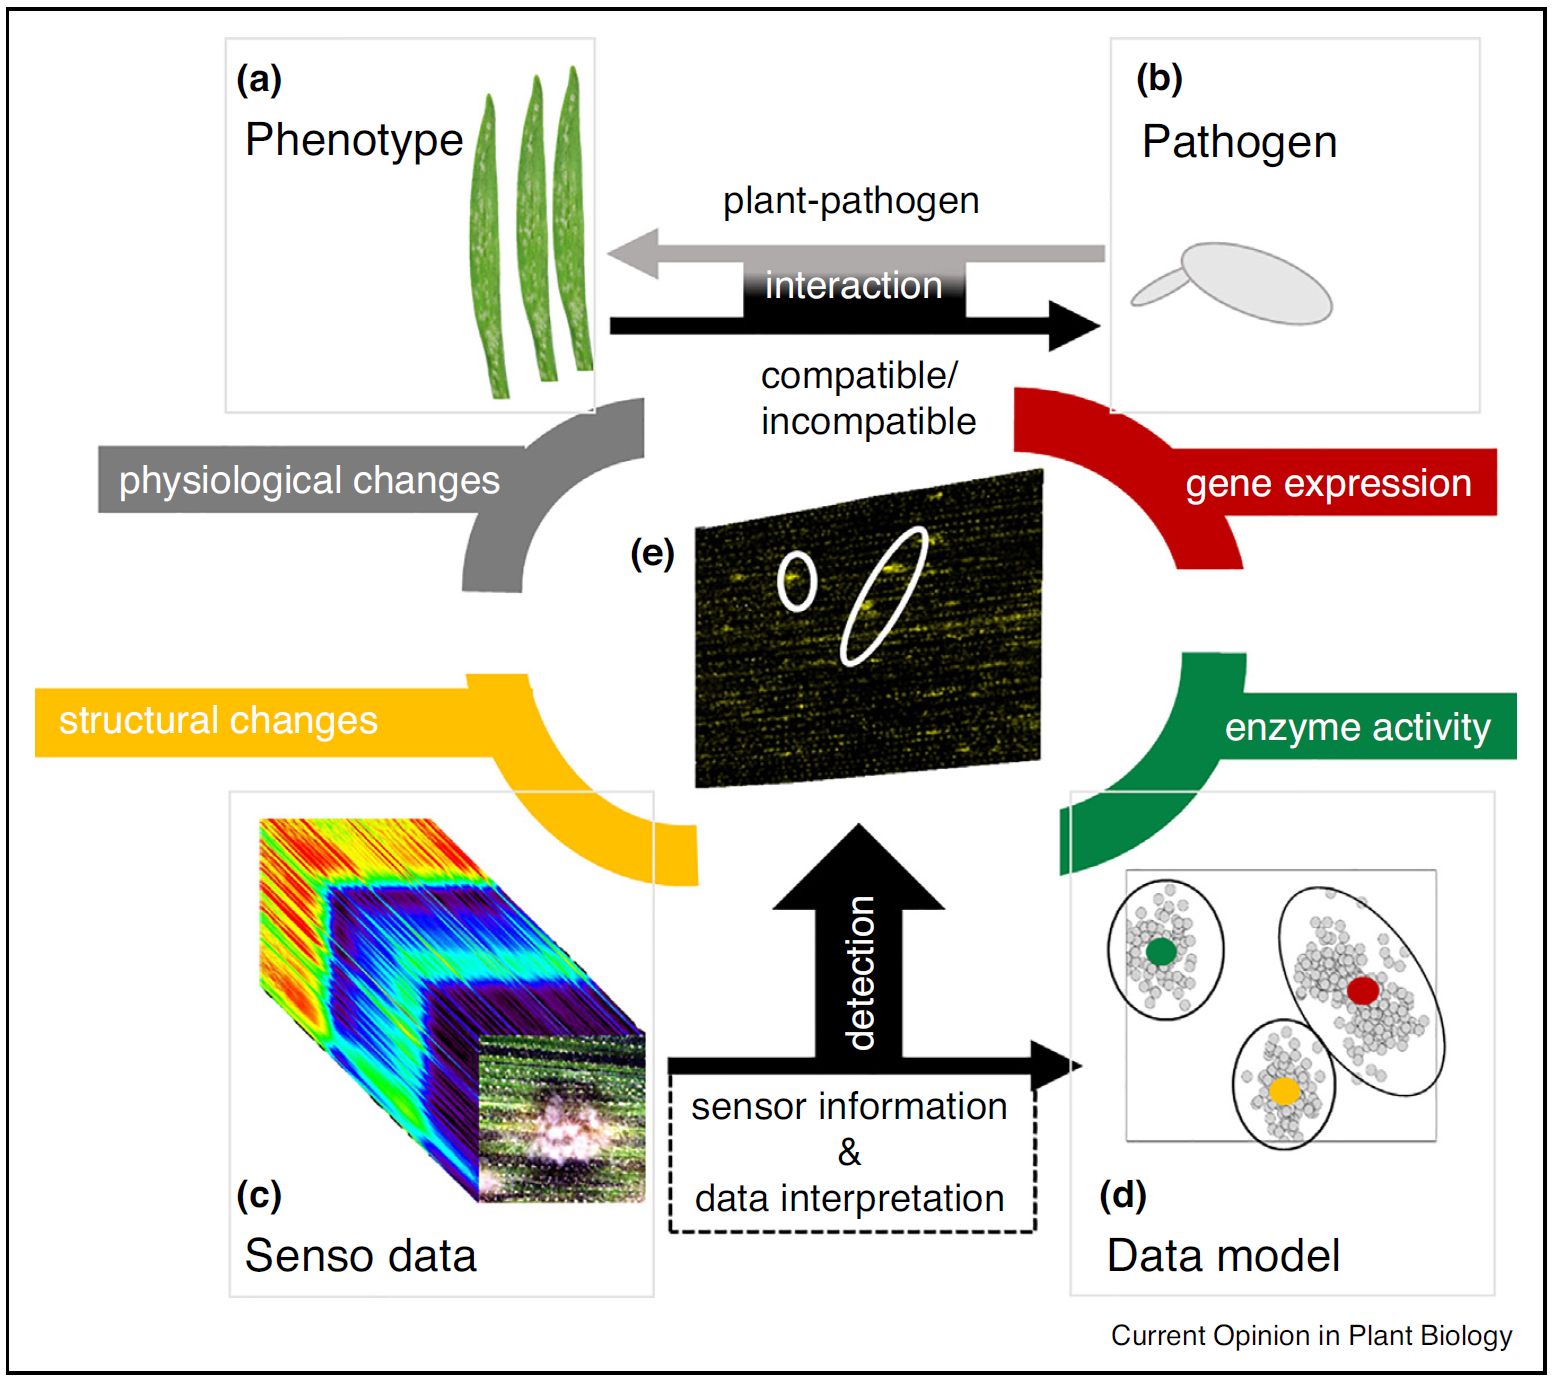 (a)
Phenotype
(b)
Pathogen
plant-pathogen
interaction
compatible/
incompatible
physiological changes
gene expression
(e)
structural changes
enzyme activity
detection
sensor information
&
data interpretation
(c)
Senso data
(d)
Data model
Current Opinion in Plant Biology